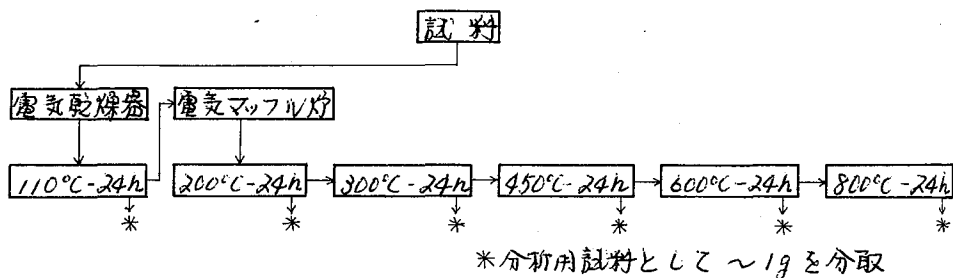 試料
電気乾燥器 電気マッフル炉
110°C-24h 200°C-24h 300°C-24h 450°C-24h 600°C-24h 800°C-24h
* * * * * *
*分析用試料として ～1gを分取